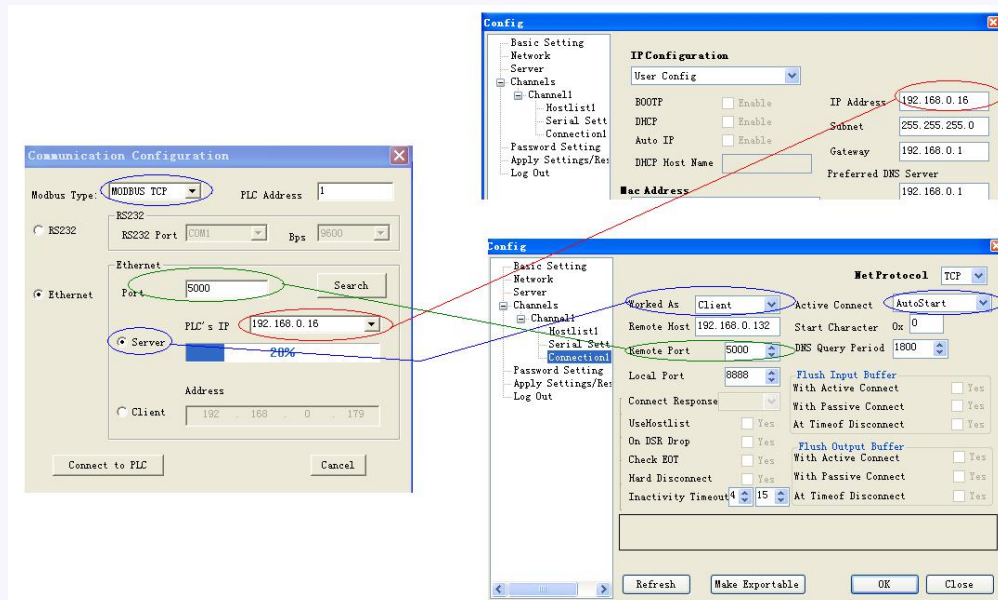 Communication Configuration
Modbus Type: MODBUS TCP PLC Address 1
RS232
RS232 RS232 Port COM1 Bps 9600
Ethernet
Ethernet Port 5000 Search
PLC's IP 192.168.0.16
Server
20%
Address
Client 192 . 168 . 0 . 179
Connect to PLC Cancel
Config
Basic Setting
Network
Server
Channels
Channel1
Hostlist1
Serial Sett
Connection1
Password Setting
Apply Settings/Res
Log Out
IPConfiguration
User Config
BOOTP Enable IP Address 192.168.0.16
DHCP Enable Subnet 255.255.255.0
Auto IP Enable
Gateway 192.168.0.1
DHCP Host Name
Preferred DNS Server
Mac Address 192.168.0.1
Config
Basic Setting
Network
Server
Channels
Channel1
Hostlist1
Serial Sett
Connection1
Password Setting
Apply Settings/Res
Log Out
NetProtocol TCP
Worked As Client Active Connect AutoStart
Remote Host 192.168.0.132 Start Character 0x 0
Remote Port 5000 DNS Query Period 1800
Local Port 8888
Connect Response
UseHostlist Yes
On DSR Drop Yes
Check EOT Yes
Hard Disconnect Yes
Inactivity Timeout 4 15
Flush Input Buffer
With Active Connect Yes
With Passive Connect Yes
At Timeof Disconnect Yes
Flush Output Buffer
With Active Connect Yes
With Passive Connect Yes
At Timeof Disconnect Yes
Refresh Make Exportable OK Close